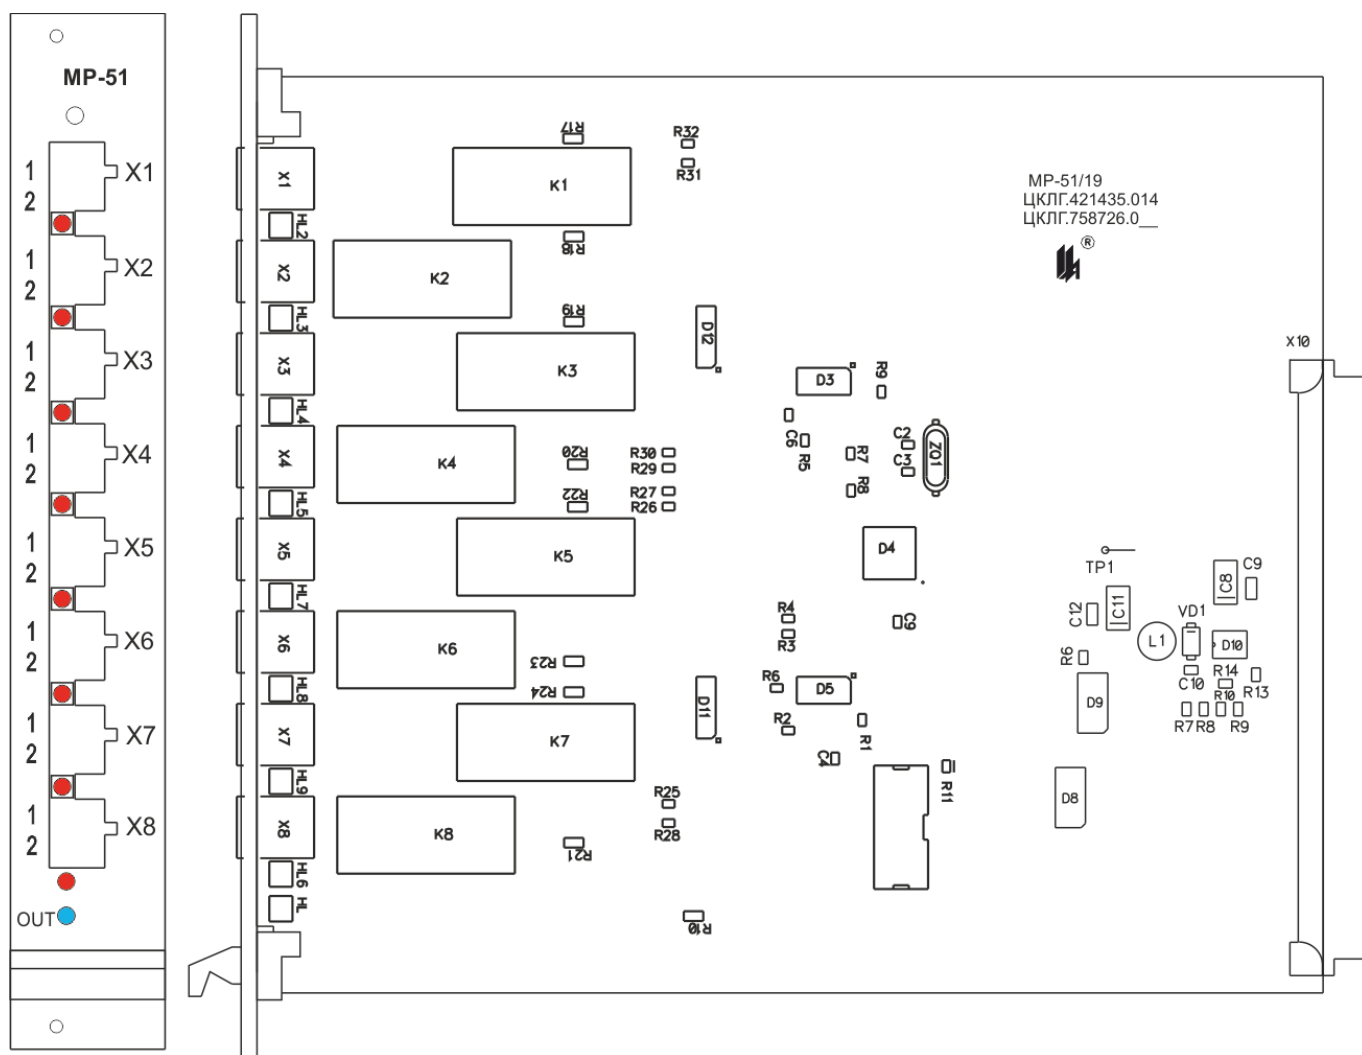 MP-51
1
2
X1
1
2
X2
1
2
X3
1
2
X4
1
2
X5
1
2
X6
1
2
X7
1
2
X8
OUT
X1
HL2
X2
HL3
X3
HL4
X4
HL5
X5
HL7
X6
HL8
X7
HL9
X8
HL6
HL
R17
K1
R18
K2
R19
K3
K4
R20
R22
K5
K6
R23
R24
K7
K8
R21
R32
R31
D12
R30
R29
R27
R26
D11
R25
R28
R10
D3
R9
C6
R5
R7
R8
C2
C3
ZQ1
D4
C9
R4
R3
R6
D5
R2
R1
C4
R11
MP-51/19
ЦКЛГ.421435.014
ЦКЛГ.758726.0__
®
X10
TP1
C12
C11
C8
C9
VD1
L1
D10
R6
C10
R14
R13
R10
D9
R7
R8
R9
D8